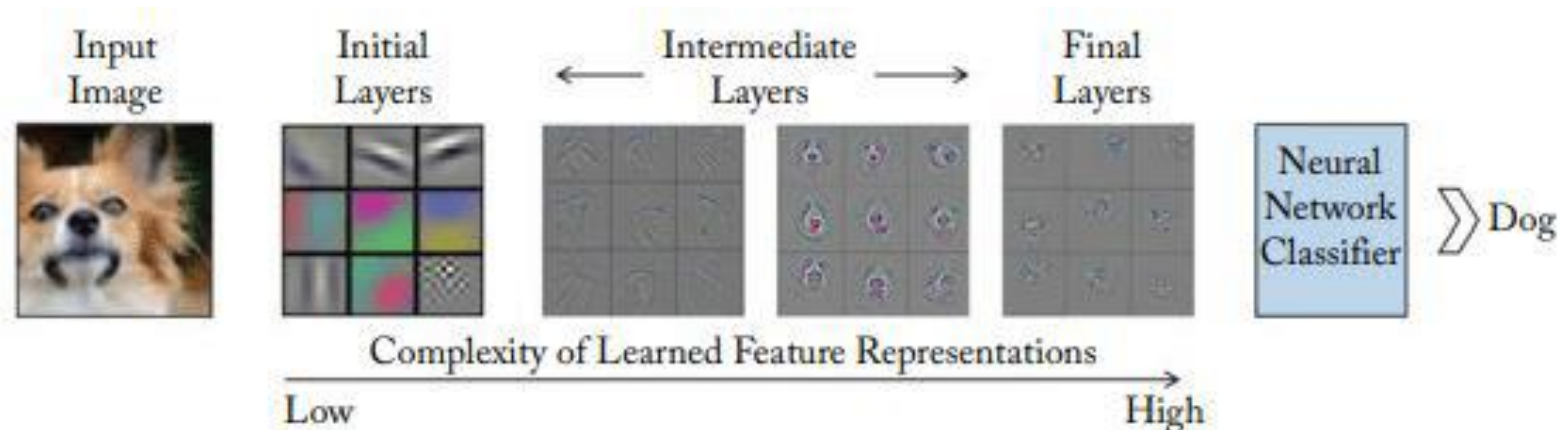 Input
Image
Initial
Layers
Intermediate
Layers
Final
Layers
Neural
Network
Classifier
Dog
Complexity of Learned Feature Representations
Low
High